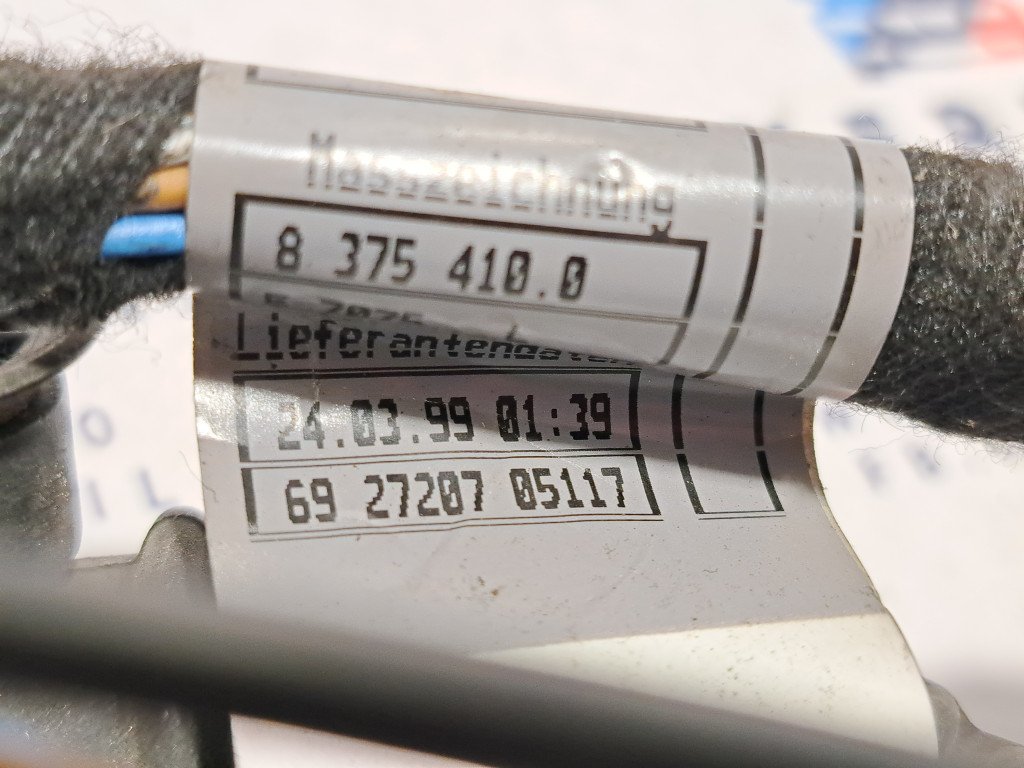 Masszeichnung
8 375 410.0
Lieferantendaten
24.03.99 01:39
69 27207 05117